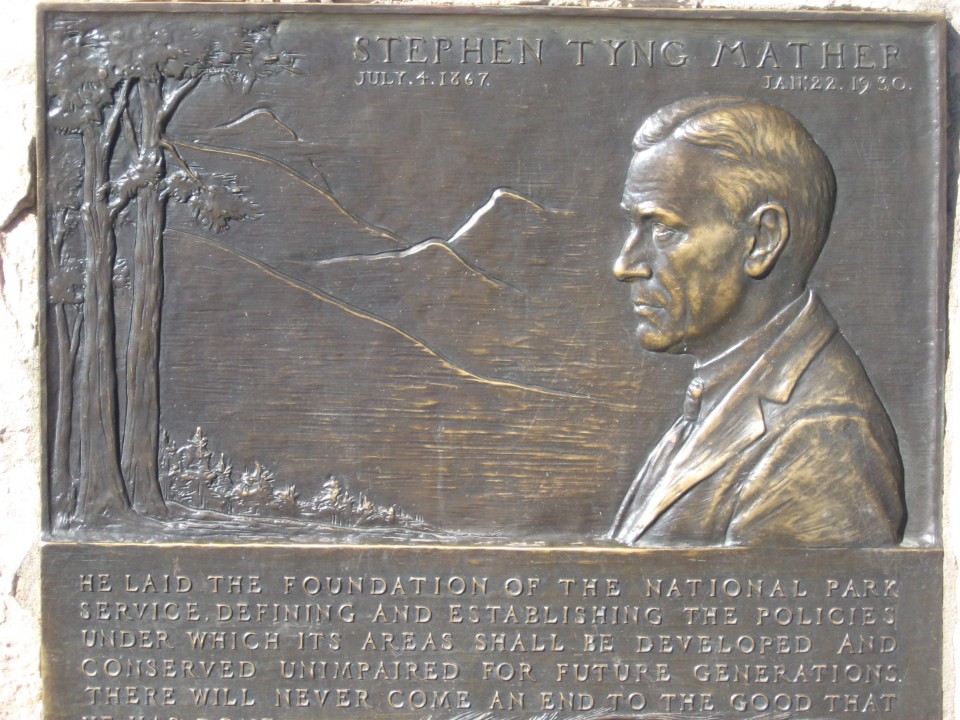 STEPHEN TYNG MATHER
JULY. 4. 1867. JAN. 22. 1930.
HE LAID THE FOUNDATION OF THE NATIONAL PARK
SERVICE. DEFINING AND ESTABLISHING THE POLICIES
UNDER WHICH ITS AREAS SHALL BE DEVELOPED AND
CONSERVED UNIMPAIRED FOR FUTURE GENERATIONS.
THERE WILL NEVER COME AN END TO THE GOOD THAT